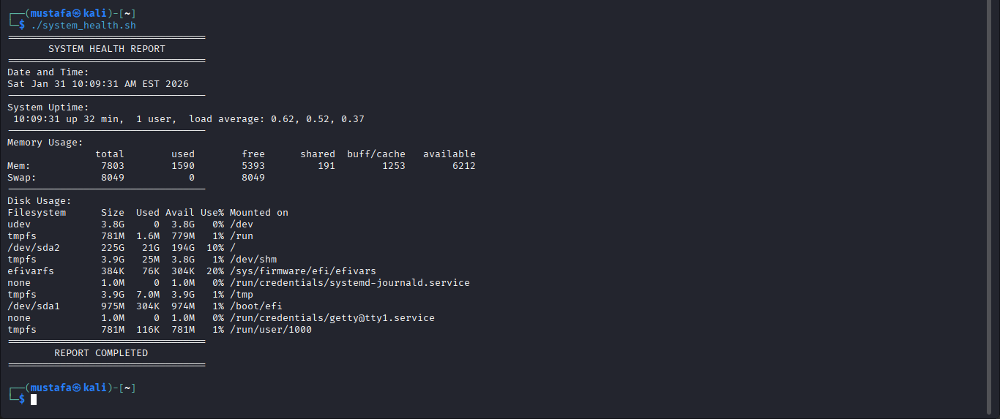 ┌──(mustafa㉿kali)-[~]
└─$ ./system_health.sh
==================================
       SYSTEM HEALTH REPORT
==================================
Date and Time:
Sat Jan 31 10:09:31 AM EST 2026
----------------------------------
System Uptime:
 10:09:31 up 32 min,  1 user,  load average: 0.62, 0.52, 0.37
----------------------------------
Memory Usage:
               total        used        free      shared  buff/cache   available
Mem:            7803        1590        5393         191        1253        6212
Swap:           8049           0        8049
----------------------------------
Disk Usage:
Filesystem      Size  Used Avail Use% Mounted on
udev            3.8G     0  3.8G   0% /dev
tmpfs           781M  1.6M  779M   1% /run
/dev/sda2       225G   21G  194G  10% /
tmpfs           3.9G   25M  3.8G   1% /dev/shm
efivarfs        384K   76K  304K  20% /sys/firmware/efi/efivars
none            1.0M     0  1.0M   0% /run/credentials/systemd-journald.service
tmpfs           3.9G  7.0M  3.9G   1% /tmp
/dev/sda1       975M  304K  974M   1% /boot/efi
none            1.0M     0  1.0M   0% /run/credentials/getty@tty1.service
tmpfs           781M  116K  781M   1% /run/user/1000
==================================
        REPORT COMPLETED
==================================
┌──(mustafa㉿kali)-[~]
└─$